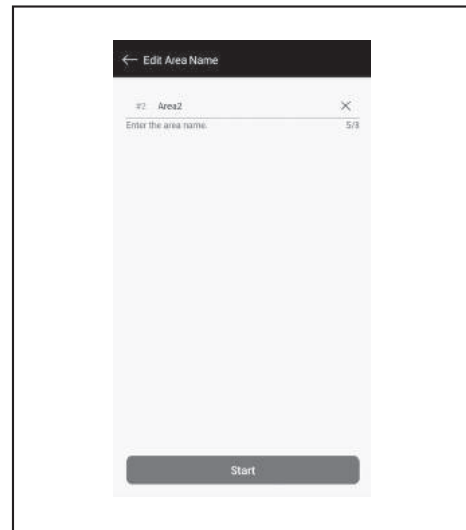 ← Edit Area Name
#2 Area2 ×
Enter the area name. 5/8
Start